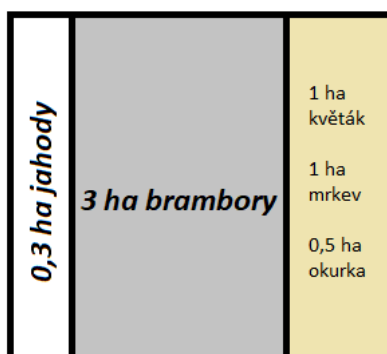 0,3 ha jahody
3 ha brambory
1 ha
květák
1 ha
mrkev
0,5 ha
okurka